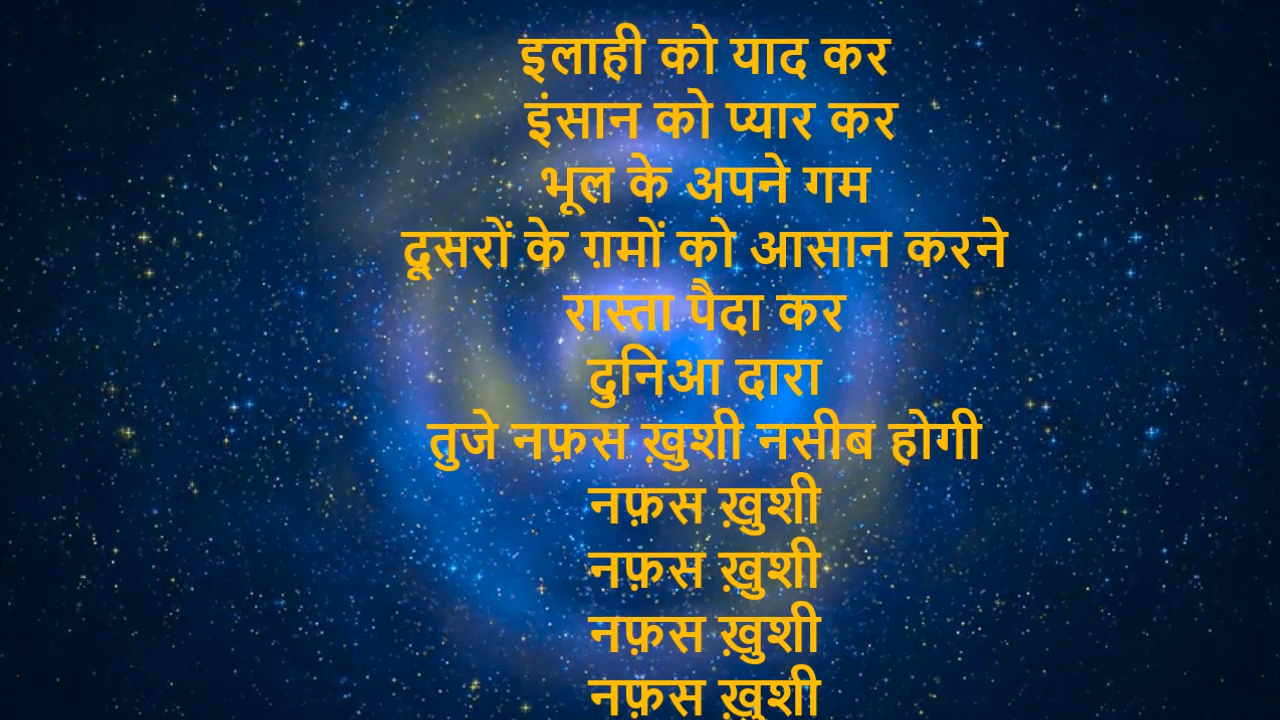 इलाही को याद कर
इंसान को प्यार कर
भूल के अपने गम
दूसरों के ग़मों को आसान करने
रास्ता पैदा कर
दुनिआ दारा
तुजे नफ़स ख़ुशी नसीब होगी
नफ़स ख़ुशी
नफ़स ख़ुशी
नफ़स ख़ुशी
नफ़स ख़ुशी